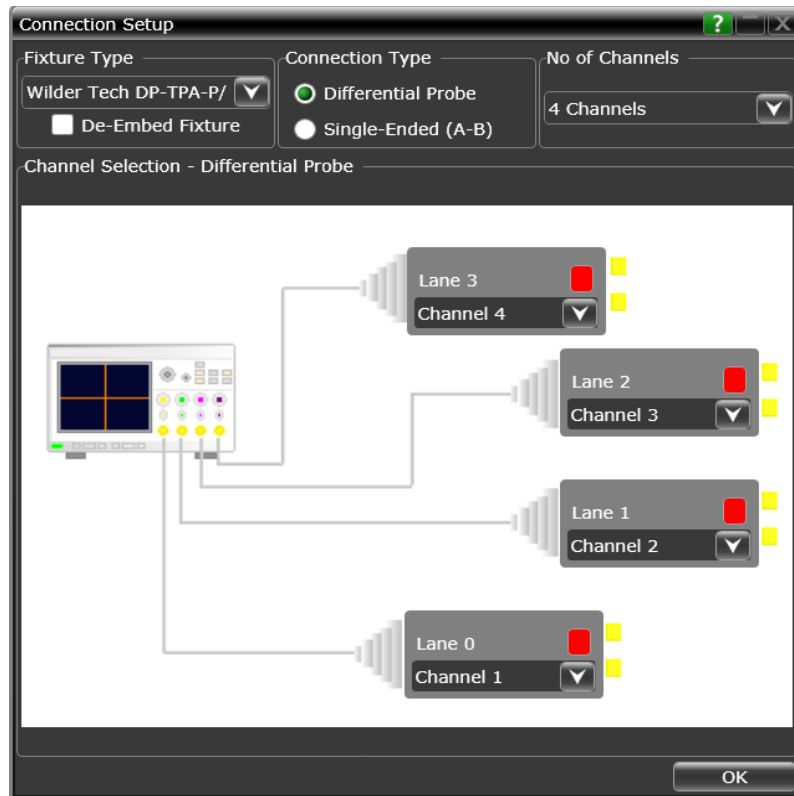 Connection Setup
?
Fixture Type
Wilder Tech DP-TPA-P/
De-Embed Fixture
Connection Type
Differential Probe
Single-Ended (A-B)
No of Channels
4 Channels
Channel Selection - Differential Probe
Lane 3
Channel 4
Lane 2
Channel 3
Lane 1
Channel 2
Lane 0
Channel 1
OK